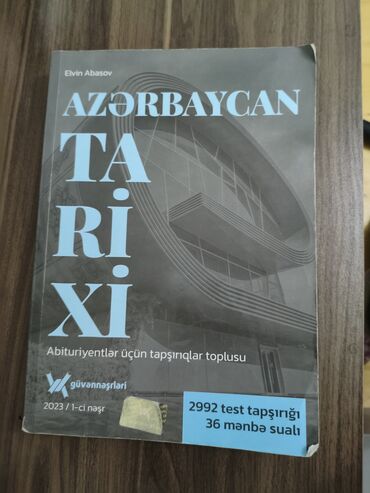 Elvin Abasov
AZƏRBAYCAN
TA
Rİ
Xİ
Abituriyentlər üçün tapşırıqlar toplusu
güvənnəşrləri
2023 / 1-ci nəşr
2992 test tapşırığı
36 mənbə sualı